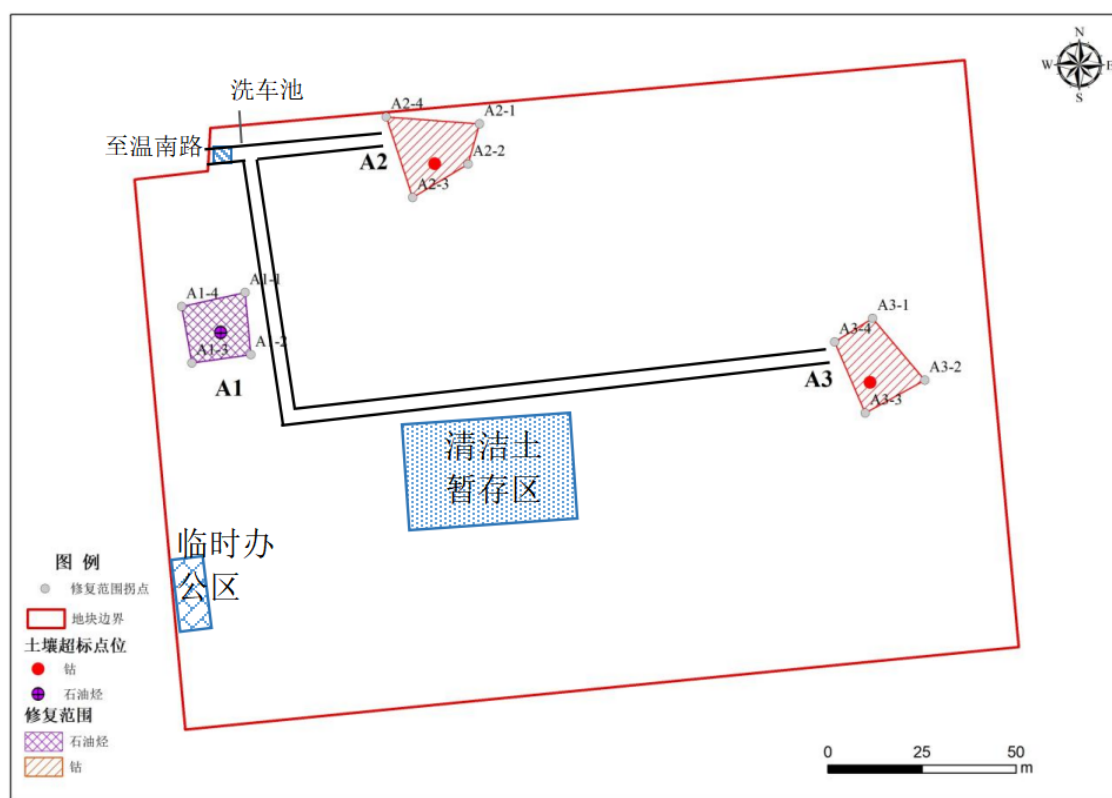 N
W
E
S
洗车池
至温南路
A2-4
A2-1
A2
A2-2
A2-3
A1-4
A1-1
A1-3
A1-2
A1
A3-1
A3-4
A3
A3-2
A3-3
清洁土
暂存区
临时办
公区
图 例
修复范围拐点
地块边界
土壤超标点位
钴
石油烃
修复范围
石油烃
钴
0 25 50
m